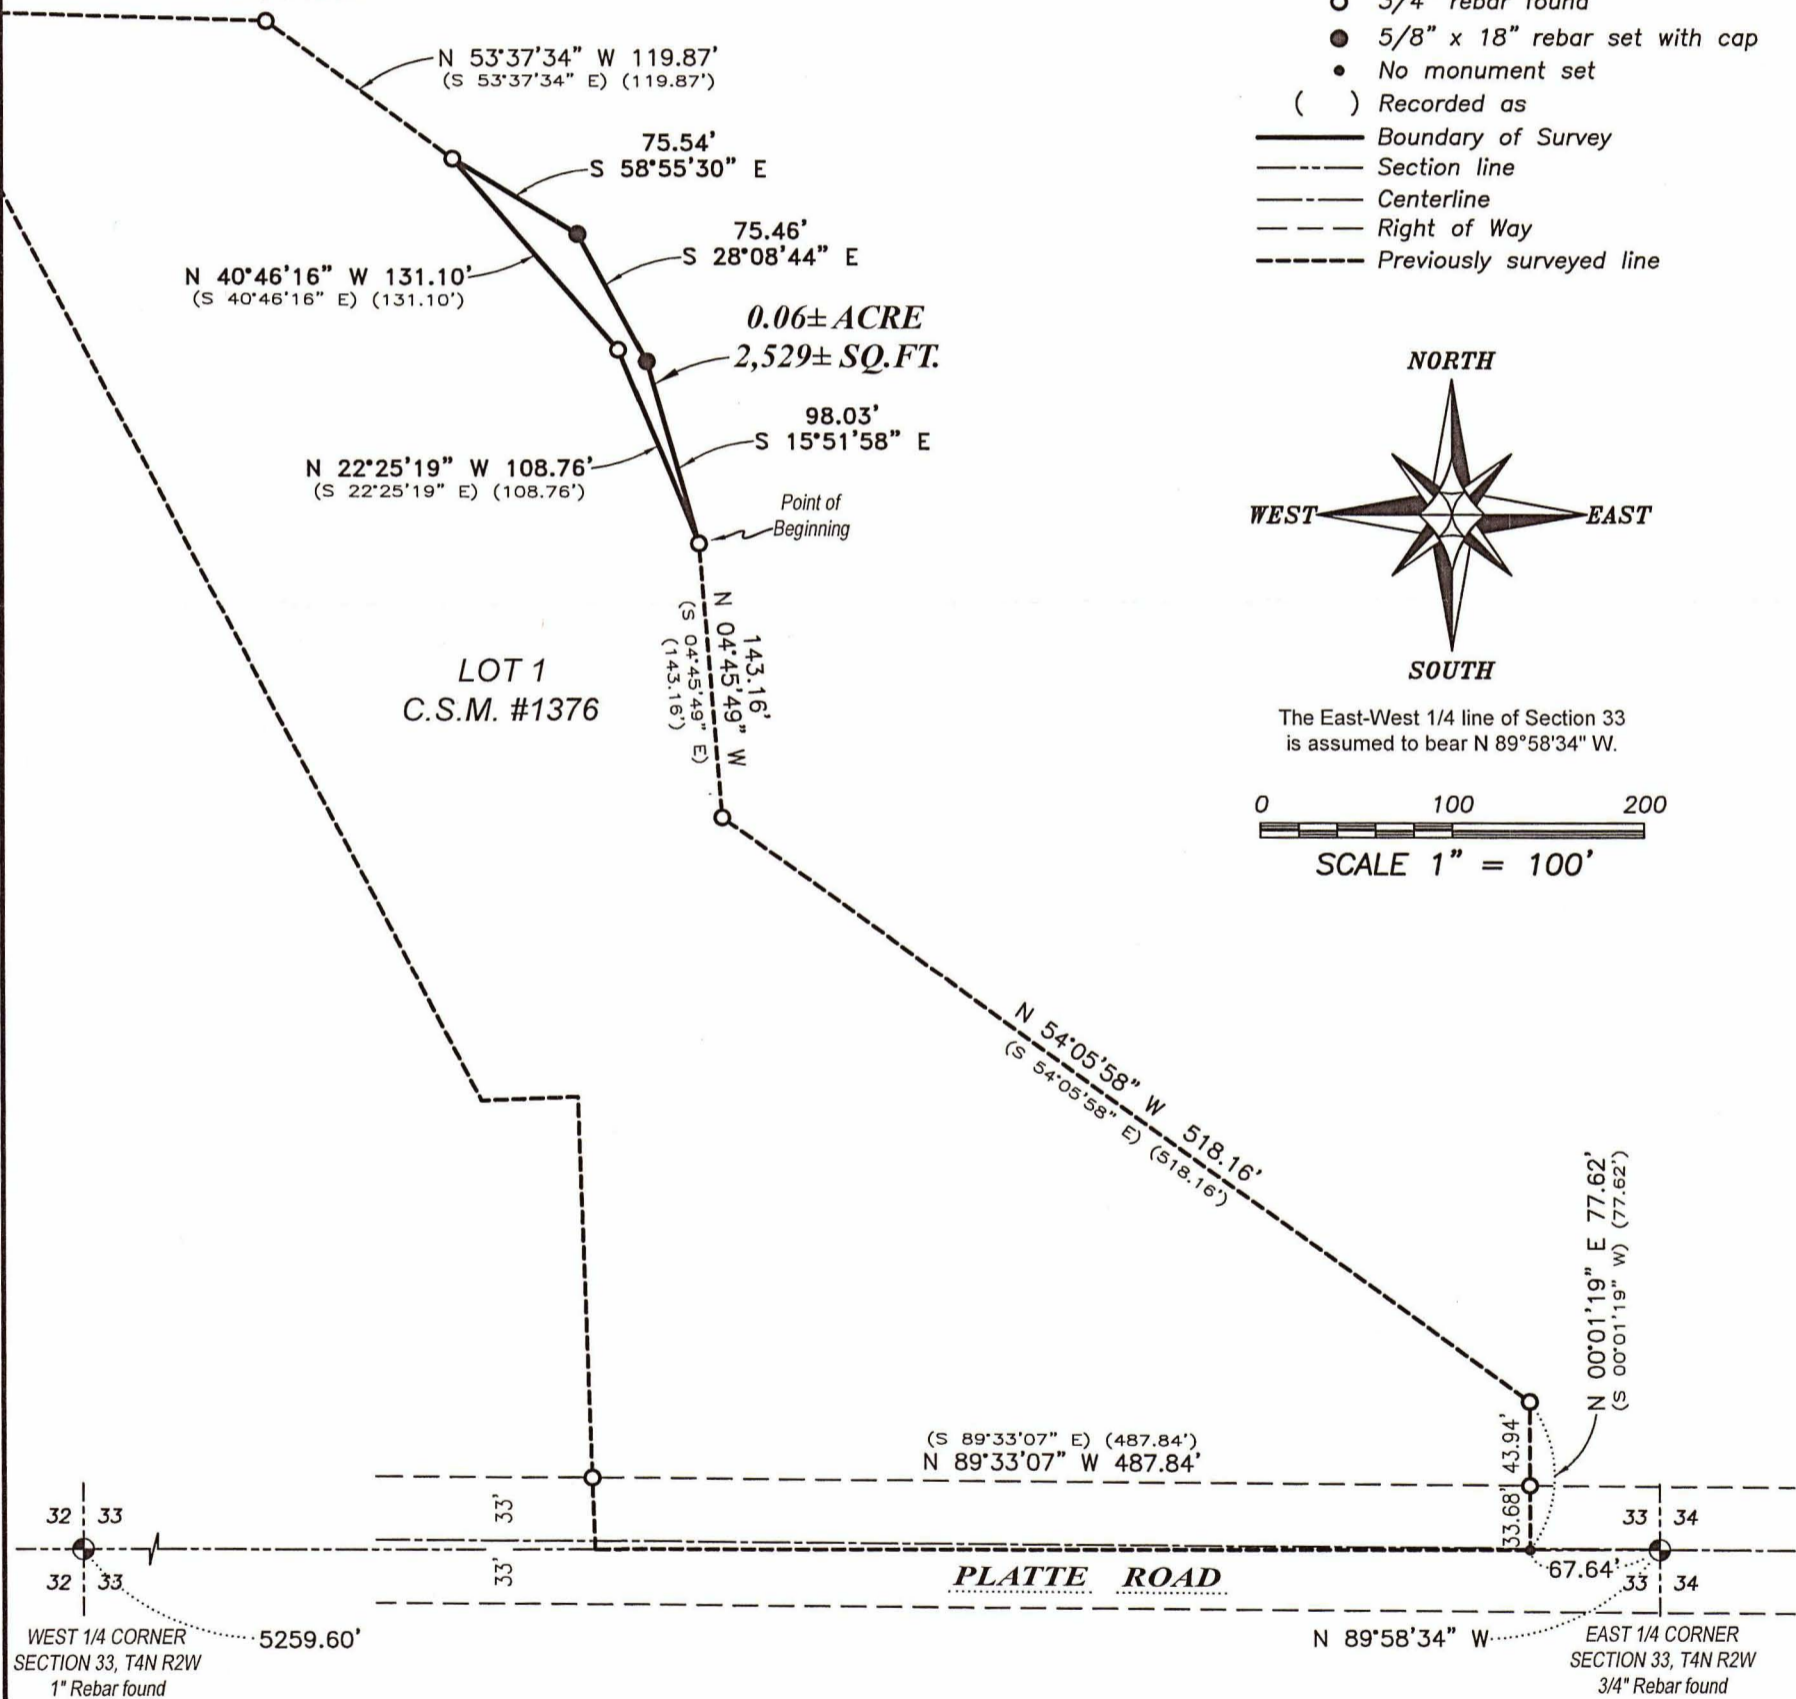 3/4" rebar found
5/8" x 18" rebar set with cap
No monument set
( ) Recorded as
Boundary of Survey
Section line
Centerline
Right of Way
Previously surveyed line
N 53°37'34" W 119.87'
(S 53°37'34" E) (119.87')
75.54'
S 58°55'30" E
75.46'
S 28°08'44" E
N 40°46'16" W 131.10'
(S 40°46'16" E) (131.10')
0.06± ACRE
2,529± SQ.FT.
98.03'
S 15°51'58" E
N 22°25'19" W 108.76'
(S 22°25'19" E) (108.76')
Point of
Beginning
143.16'
N 04°45'49" W
(S 04°45'49" E)
(143.16')
LOT 1
C.S.M. #1376
NORTH
WEST
EAST
SOUTH
The East-West 1/4 line of Section 33
is assumed to bear N 89°58'34" W.
0 100 200
SCALE 1" = 100'
N 54°05'58" W 518.16'
(S 54°05'58" E) (518.16')
N 00°01'19" E 77.62'
(S 00°01'19" W) (77.62')
43.94'
33.68'
(S 89°33'07" E) (487.84')
N 89°33'07" W 487.84'
33'
33'
32 33
32 33
33 34
33 34
67.64'
PLATTE ROAD
5259.60'
N 89°58'34" W
WEST 1/4 CORNER
SECTION 33, T4N R2W
1" Rebar found
EAST 1/4 CORNER
SECTION 33, T4N R2W
3/4" Rebar found